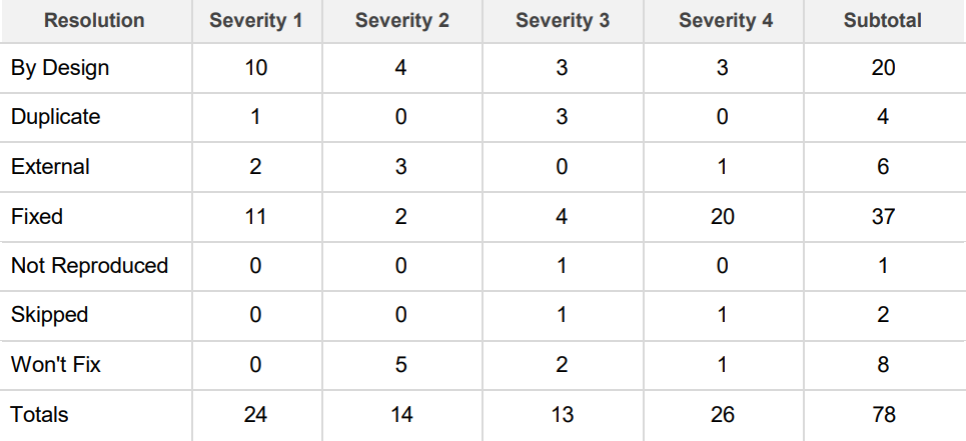 Resolution Severity 1 Severity 2 Severity 3 Severity 4 Subtotal
By Design 10 4 3 3 20
Duplicate 1 0 3 0 4
External 2 3 0 1 6
Fixed 11 2 4 20 37
Not Reproduced 0 0 1 0 1
Skipped 0 0 1 1 2
Won't Fix 0 5 2 1 8
Totals 24 14 13 26 78